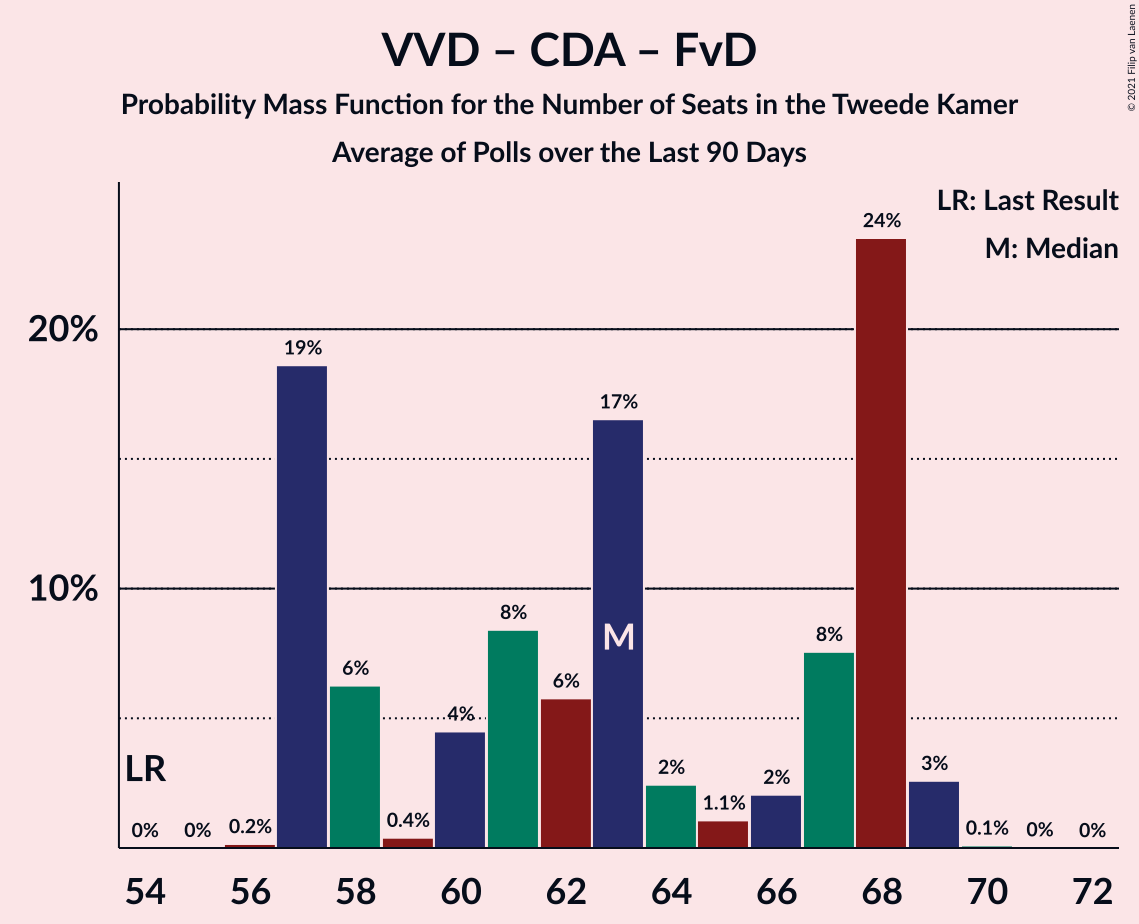 VVD – CDA – FvD
Probability Mass Function for the Number of Seats in the Tweede Kamer
Average of Polls over the Last 90 Days
© 2021 Filip van Laenen
LR: Last Result
M: Median
20%
10%
LR
M
0%
0%
0.2%
19%
6%
0.4%
4%
8%
6%
17%
2%
1.1%
2%
8%
24%
3%
0.1%
0%
0%
54 56 58 60 62 64 66 68 70 72